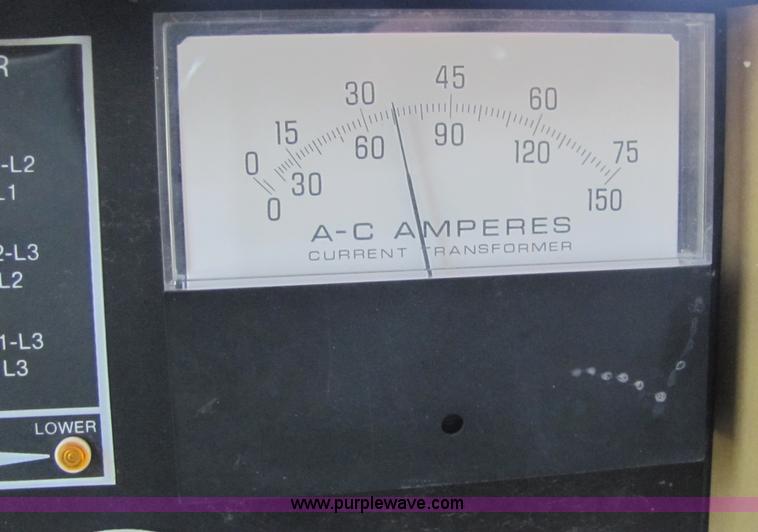 R
-L2
L1
2-L3
L2
1-L3
L3
LOWER
0 15 30 45 60 75
0 30 60 90 120 150
A-C AMPERES
CURRENT TRANSFORMER
www.purplewave.com